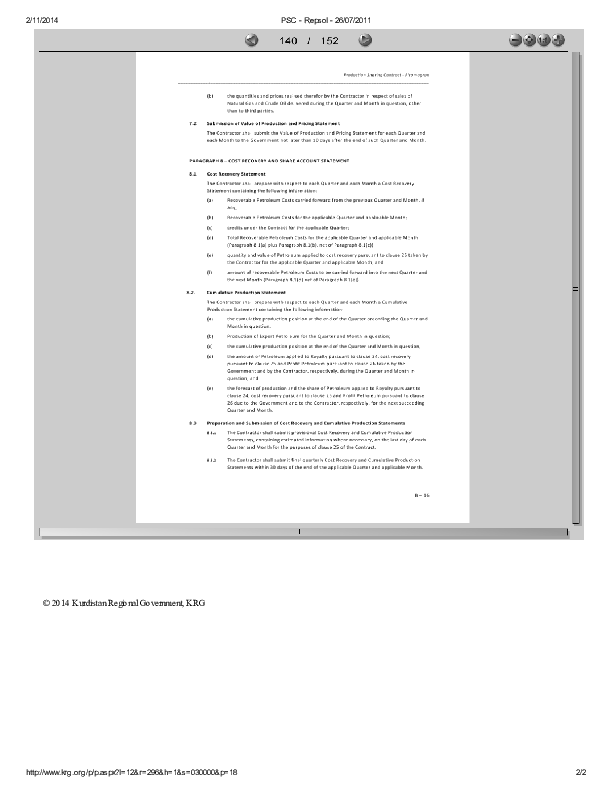 2/11/2014 PSC - Repsol - 26/07/2011
140 / 152
Production Sharing Contract -
(b) the quantities and prices realised therefor by the Contractor in respect of sales of
Natural Gas and Crude Oil delivered during the Quarter and Month in question, other
than to third parties.
7.2 Submission of Value of Production and Pricing Statement
The Contractor shall submit the Value of Production and Pricing Statement for each Quarter and
each Month to the Government not later than 10 days after the end of such Quarter and Month.
PARAGRAPH 8 – COST RECOVERY AND SHARE ACCOUNT STATEMENT
8.1 Cost Recovery Statement
The Contractor shall prepare with respect to each Quarter and each Month a Cost Recovery
Statement containing the following information:
(a) Recoverable Petroleum Costs carried forward from the previous Quarter and Month, if
any;
(b) Recoverable Petroleum Costs for the applicable Quarter and applicable Month;
(c) credits under the Contract for the applicable Quarter;
(d) Total Recoverable Petroleum Costs for the applicable Quarter and applicable Month
(Paragraph 8.1(a) plus Paragraph 8.1(b), net of Paragraph 8.1(c))
(e) quantity and value of Petroleum applied to cost recovery pursuant to clause 25 taken by
the Contractor for the applicable Quarter and applicable Month; and
(f) amount of recoverable Petroleum Costs to be carried forward into the next Quarter and
the next Month (Paragraph 8.1(d) net of Paragraph 8.1(e)).
8.2 Cumulative Production Statement
The Contractor shall prepare with respect to each Quarter and each Month a Cumulative
Production Statement containing the following information:
(a) the cumulative production position at the end of the Quarter preceding the Quarter and
Month in question;
(b) Production of Export Petroleum for the Quarter and Month in question;
(c) the cumulative production position at the end of the Quarter and Month in question;
(d) the amount of Petroleum applied to Royalty pursuant to clause 24, cost recovery
pursuant to clause 25 and Profit Petroleum pursuant to clause 26 taken by the
Government and by the Contractor, respectively, during the Quarter and Month in
question; and
(e) the forecast of production and the share of Petroleum applied to Royalty pursuant to
clause 24, cost recovery pursuant to clause 25 and Profit Petroleum pursuant to clause
26 due to the Government and to the Contractor, respectively, for the next succeeding
Quarter and Month.
8.3 Preparation and Submission of Cost Recovery and Cumulative Production Statements
8.3.1 The Contractor shall submit provisional Cost Recovery and Cumulative Production
Statements, containing estimated information where necessary, on the last day of each
Quarter and Month for the purposes of clause 25 of the Contract.
8.3.2 The Contractor shall submit final quarterly Cost Recovery and Cumulative Production
Statements within 30 days of the end of the applicable Quarter and applicable Month.
B – 16
© 2014 Kurdistan Regional Government, KRG
http://www.krg.org/p/p.aspx?l=12&r=296&h=1&s=030000&p=18 2/2